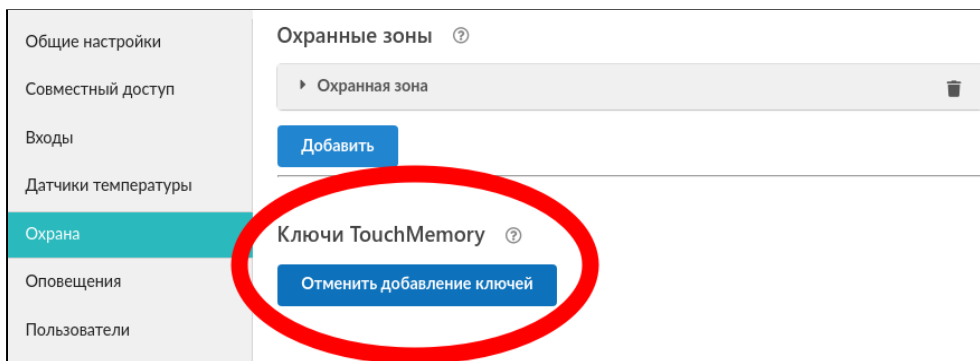 Общие настройки
Совместный доступ
Входы
Датчики температуры
Охрана
Оповещения
Пользователи
Охранные зоны ?
Охранная зона
Добавить
Ключи TouchMemory ?
Отменить добавление ключей